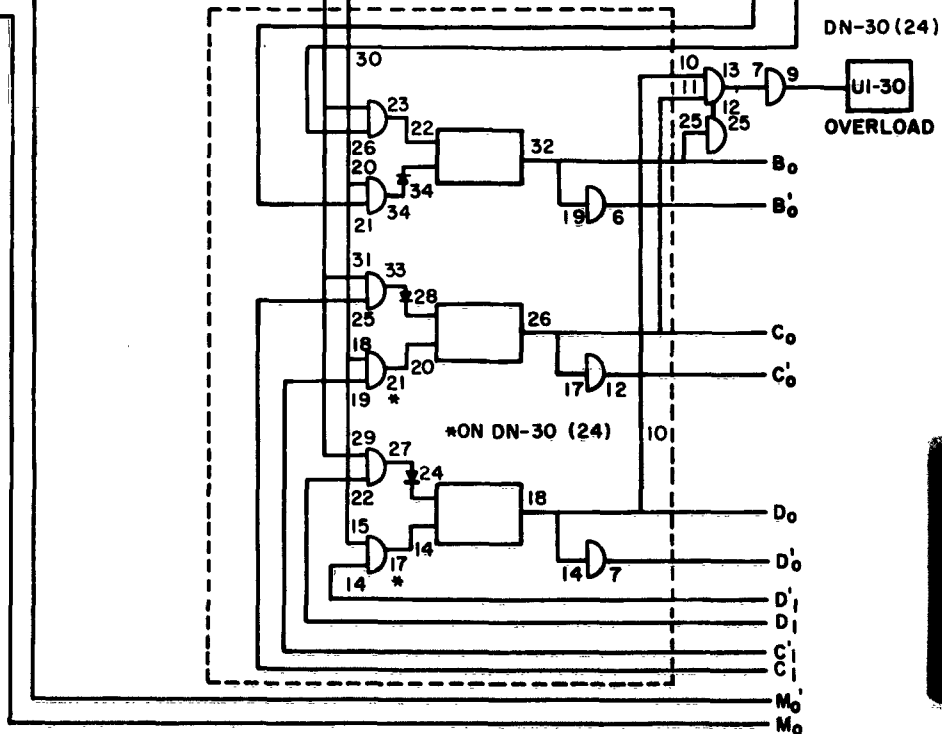 DN-30 (24)
30
10 13 7 9
11 UI-30
12
23 25 25 OVERLOAD
22 32
26 B₀
20
34
34 19 6 B₀'
21
31 33
28 26
25 C₀
18
20
21 17 12 C₀'
19 *
*ON DN-30 (24) 10
29 27
24 18
22 D₀
15
14
17 14 7 D₀'
14 *
D'₁
D₁
C'₁
C₁
M₀'
M₀